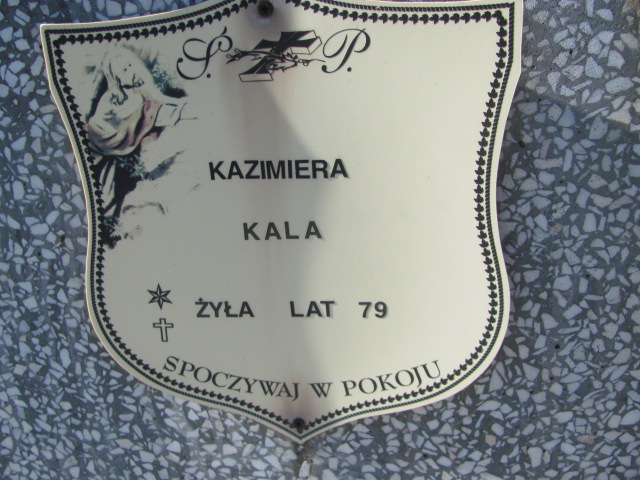 Ś. P.
KAZIMIERA
KALA
ŻYŁA LAT 79
SPOCZYWAJ W POKOJU